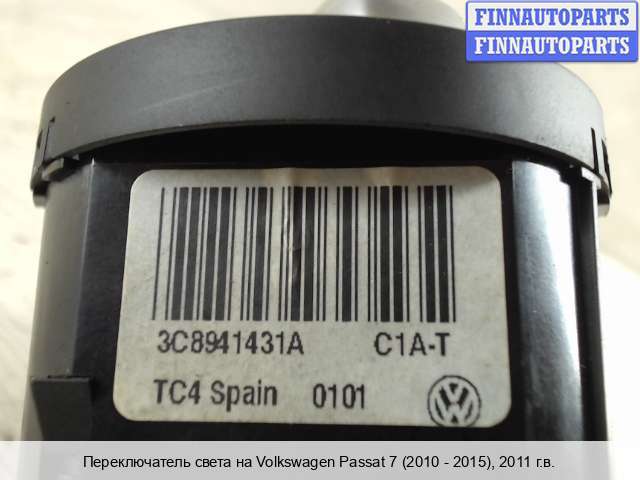 FINNAUTOPARTS
FINNAUTOPARTS
3C8941431A C1A-T
TC4 Spain 0101
Переключатель света на Volkswagen Passat 7 (2010 - 2015), 2011 г.в.